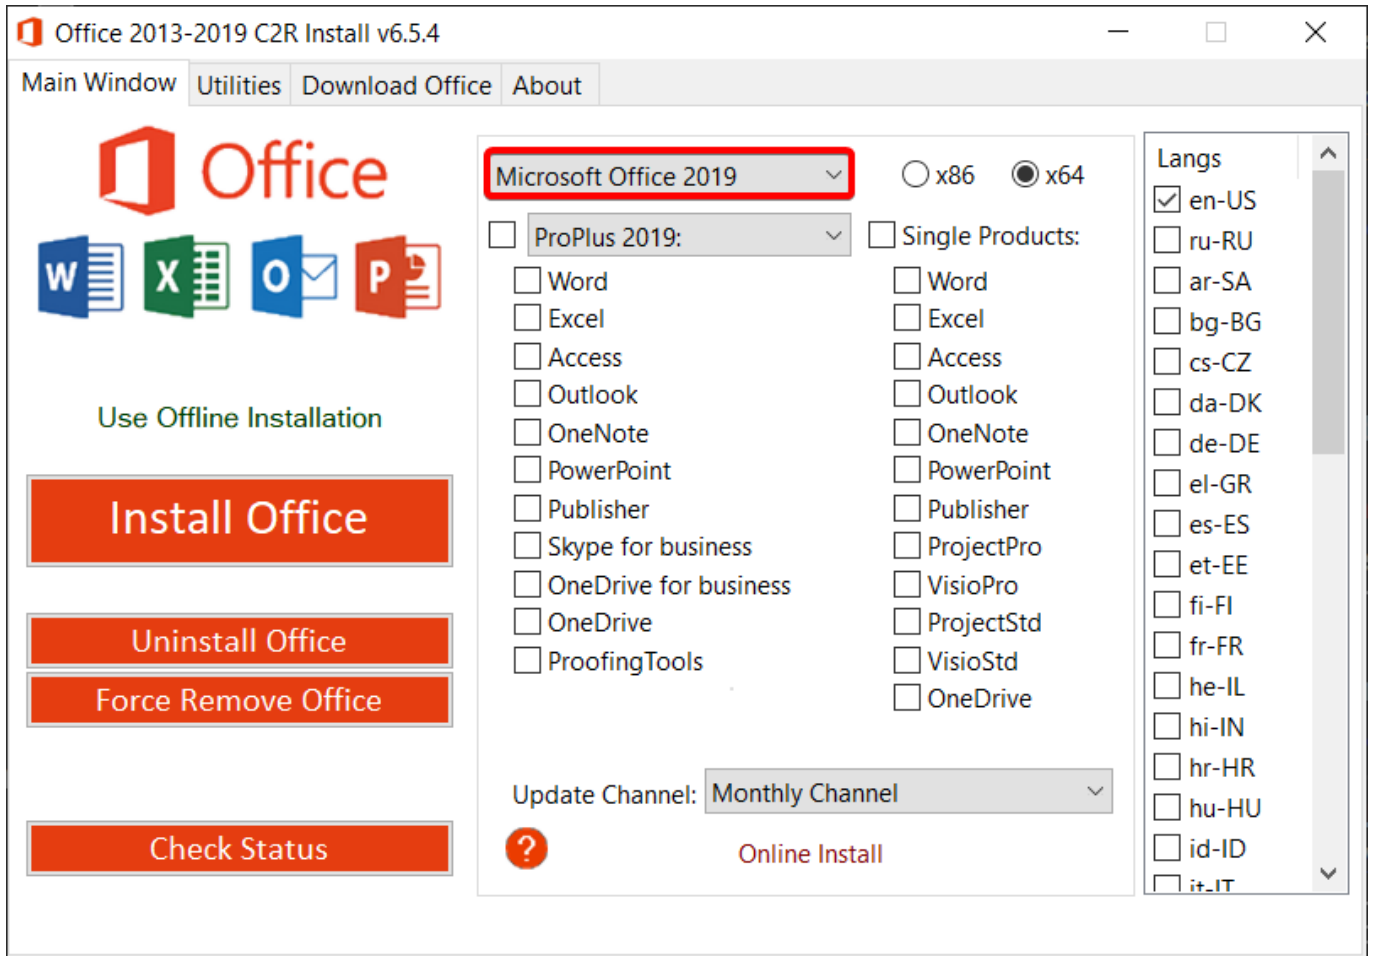 Office 2013-2019 C2R Install v6.5.4
Main Window Utilities Download Office About
Office
W X O P
Use Offline Installation
Install Office
Uninstall Office
Force Remove Office
Check Status
Microsoft Office 2019
x86 x64
ProPlus 2019:
Word
Excel
Access
Outlook
OneNote
PowerPoint
Publisher
Skype for business
OneDrive for business
OneDrive
ProofingTools
Single Products:
Word
Excel
Access
Outlook
OneNote
PowerPoint
Publisher
ProjectPro
VisioPro
ProjectStd
VisioStd
OneDrive
Update Channel: Monthly Channel
?
Online Install
Langs
en-US
ru-RU
ar-SA
bg-BG
cs-CZ
da-DK
de-DE
el-GR
es-ES
et-EE
fi-FI
fr-FR
he-IL
hi-IN
hr-HR
hu-HU
id-ID
it-IT